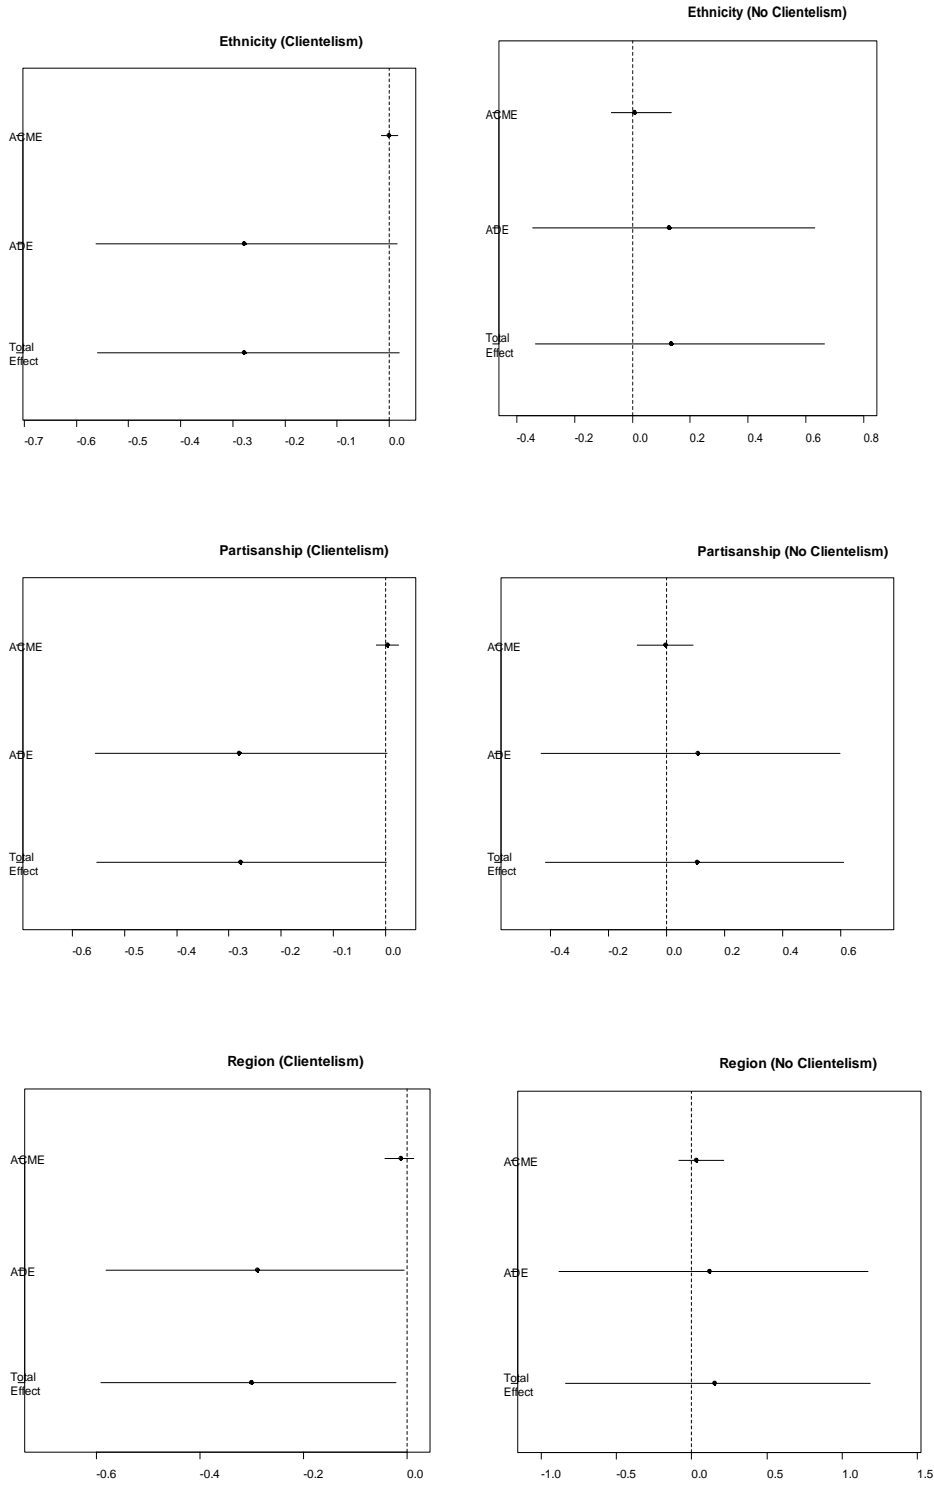 Ethnicity (Clientelism)
ACME
ADE
Total
Effect
-0.7 -0.6 -0.5 -0.4 -0.3 -0.2 -0.1 0.0
Ethnicity (No Clientelism)
ACME
ADE
Total
Effect
-0.4 -0.2 0.0 0.2 0.4 0.6 0.8
Partisanship (Clientelism)
ACME
ADE
Total
Effect
-0.6 -0.5 -0.4 -0.3 -0.2 -0.1 0.0
Partisanship (No Clientelism)
ACME
ADE
Total
Effect
-0.4 -0.2 0.0 0.2 0.4 0.6
Region (Clientelism)
ACME
ADE
Total
Effect
-0.6 -0.4 -0.2 0.0
Region (No Clientelism)
ACME
ADE
Total
Effect
-1.0 -0.5 0.0 0.5 1.0 1.5